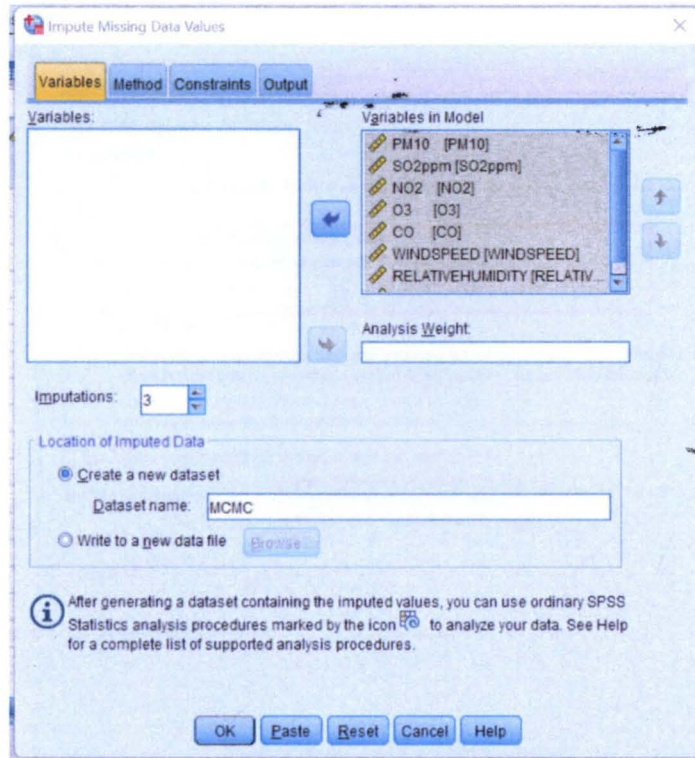 Impute Missing Data Values
Variables Method Constraints Output
Variables:
Variables in Model
PM10 [PM10]
SO2ppm [SO2ppm]
NO2 [NO2]
O3 [O3]
CO [CO]
WINDSPEED [WINDSPEED]
RELATIVEHUMIDITY [RELATIV...
Analysis Weight:
Imputations: 3
Location of Imputed Data
Create a new dataset
Dataset name: MCMC
Write to a new data file Browse...
After generating a dataset containing the imputed values, you can use ordinary SPSS
Statistics analysis procedures marked by the icon to analyze your data. See Help
for a complete list of supported analysis procedures.
OK Paste Reset Cancel Help